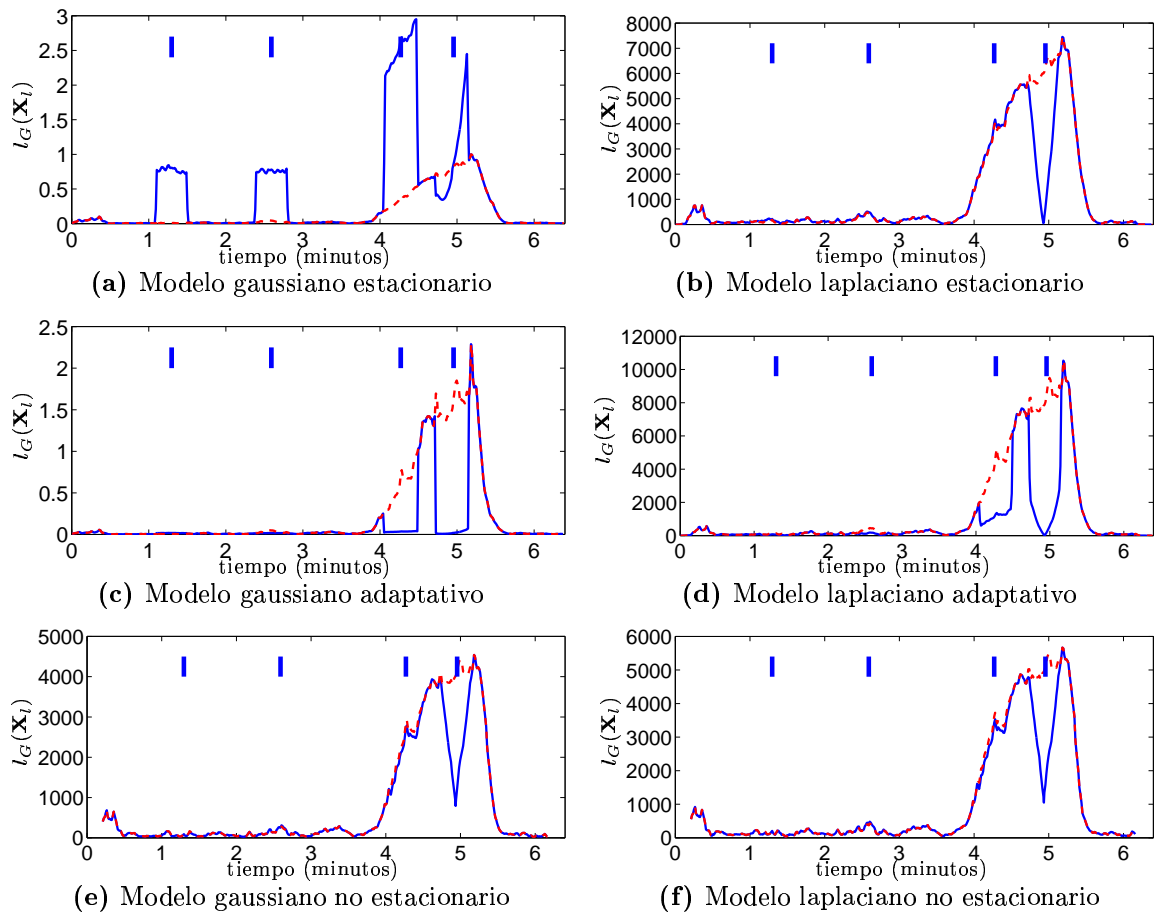 3
2.5
2
1.5
1
0.5
0
0 1 2 3 4 5 6
l_G(X_l)
tiempo (minutos)
(a) Modelo gaussiano estacionario
8000
7000
6000
5000
4000
3000
2000
1000
0
0 1 2 3 4 5 6
l_G(X_l)
tiempo (minutos)
(b) Modelo laplaciano estacionario
2.5
2
1.5
1
0.5
0
0 1 2 3 4 5 6
l_G(X_l)
tiempo (minutos)
(c) Modelo gaussiano adaptativo
12000
10000
8000
6000
4000
2000
0
0 1 2 3 4 5 6
l_G(X_l)
tiempo (minutos)
(d) Modelo laplaciano adaptativo
5000
4000
3000
2000
1000
0
0 1 2 3 4 5 6
l_G(X_l)
tiempo (minutos)
(e) Modelo gaussiano no estacionario
6000
5000
4000
3000
2000
1000
0
0 1 2 3 4 5 6
l_G(X_l)
tiempo (minutos)
(f) Modelo laplaciano no estacionario